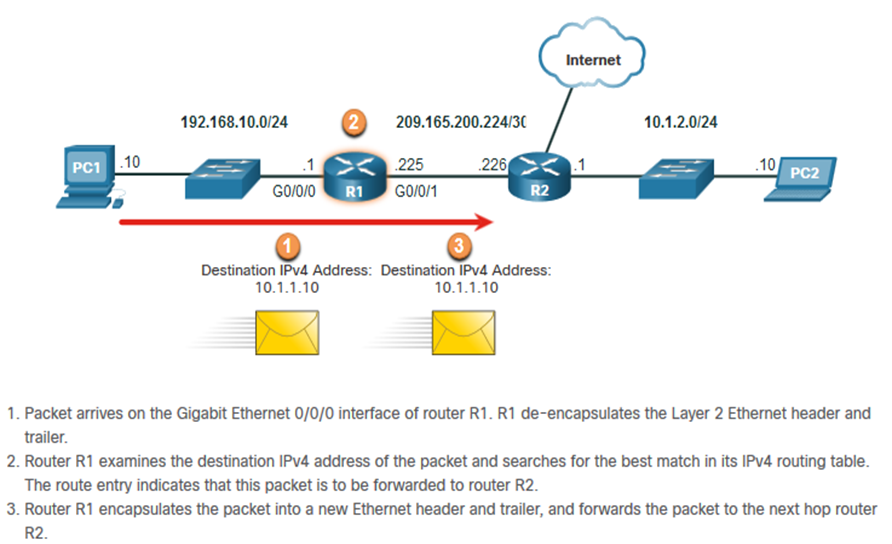 Internet
192.168.10.0/24
2
209.165.200.224/30
10.1.2.0/24
PC1
.10
.1
.225
.226
.1
.10
PC2
G0/0/0
R1
G0/0/1
R2
1
3
Destination IPv4 Address:
10.1.1.10
Destination IPv4 Address:
10.1.1.10
1. Packet arrives on the Gigabit Ethernet 0/0/0 interface of router R1. R1 de-encapsulates the Layer 2 Ethernet header and
trailer.
2. Router R1 examines the destination IPv4 address of the packet and searches for the best match in its IPv4 routing table.
The route entry indicates that this packet is to be forwarded to router R2.
3. Router R1 encapsulates the packet into a new Ethernet header and trailer, and forwards the packet to the next hop router
R2.